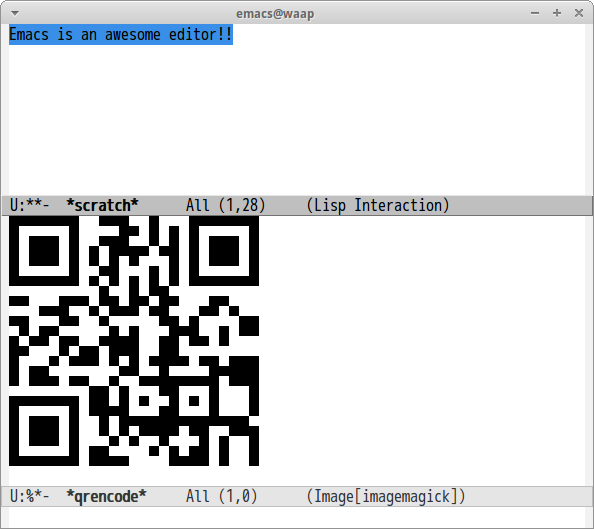 emacs@waap
Emacs is an awesome editor!!
U:**-  *scratch*      All (1,28)     (Lisp Interaction)
U:%*-  *qrencode*     All (1,0)      (Image[imagemagick])